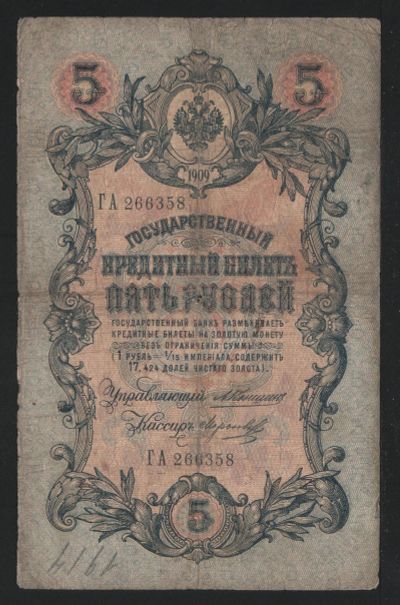 5 5
1909
ГА 266358
ГОСУДАРСТВЕННЫЙ
КРЕДИТНЫЙ БИЛЕТЪ
ПЯТЬ РУБЛЕЙ
ГОСУДАРСТВЕННЫЙ БАНКЪ РАЗМѢНИВАЕТЪ
КРЕДИТНЫЕ БИЛЕТЫ НА ЗОЛОТУЮ МОНЕТУ
БЕЗЪ ОГРАНИЧЕНІЯ СУММЫ
(1 РУБЛЬ = 1/15 ИМПЕРІАЛА, СОДЕРЖИТЪ
17,424 ДОЛЕЙ ЧИСТАГО ЗОЛОТА).
Управляющій
Кассиръ
ГА 266358
5